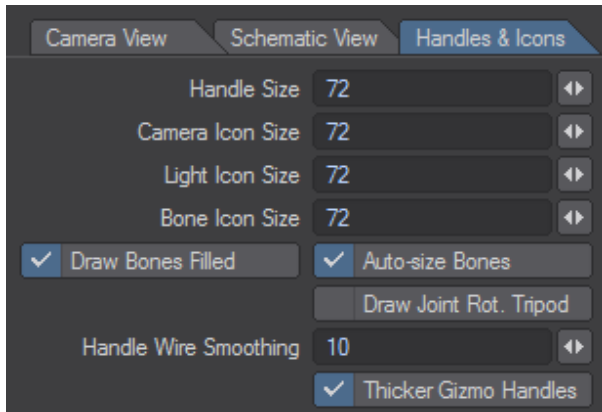 Camera View Schematic View Handles & Icons
Handle Size 72
Camera Icon Size 72
Light Icon Size 72
Bone Icon Size 72
Draw Bones Filled Auto-size Bones
Draw Joint Rot. Tripod
Handle Wire Smoothing 10
Thicker Gizmo Handles